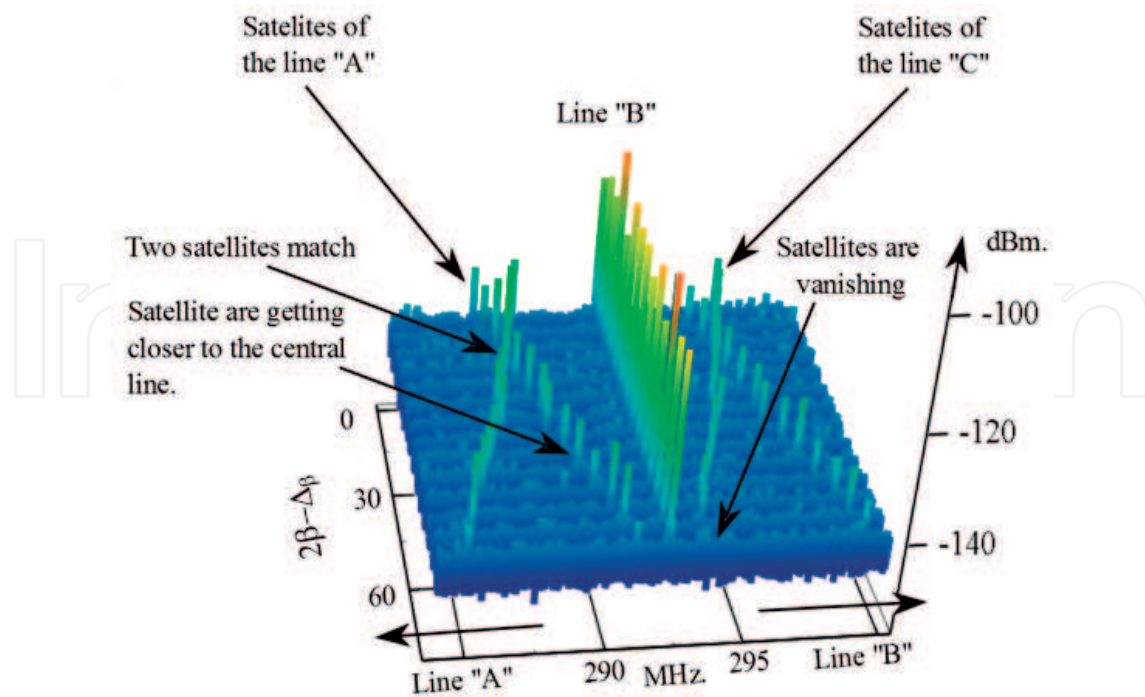 Satelites of
the line "A"
Satelites of
the line "C"
Line "B"
Two satellites match
Satellites are
vanishing
dBm.
Satellite are getting
closer to the central
line.
-100
-120
-140
0
30
60
2β-Δβ
290
295
MHz.
Line "A"
Line "B"